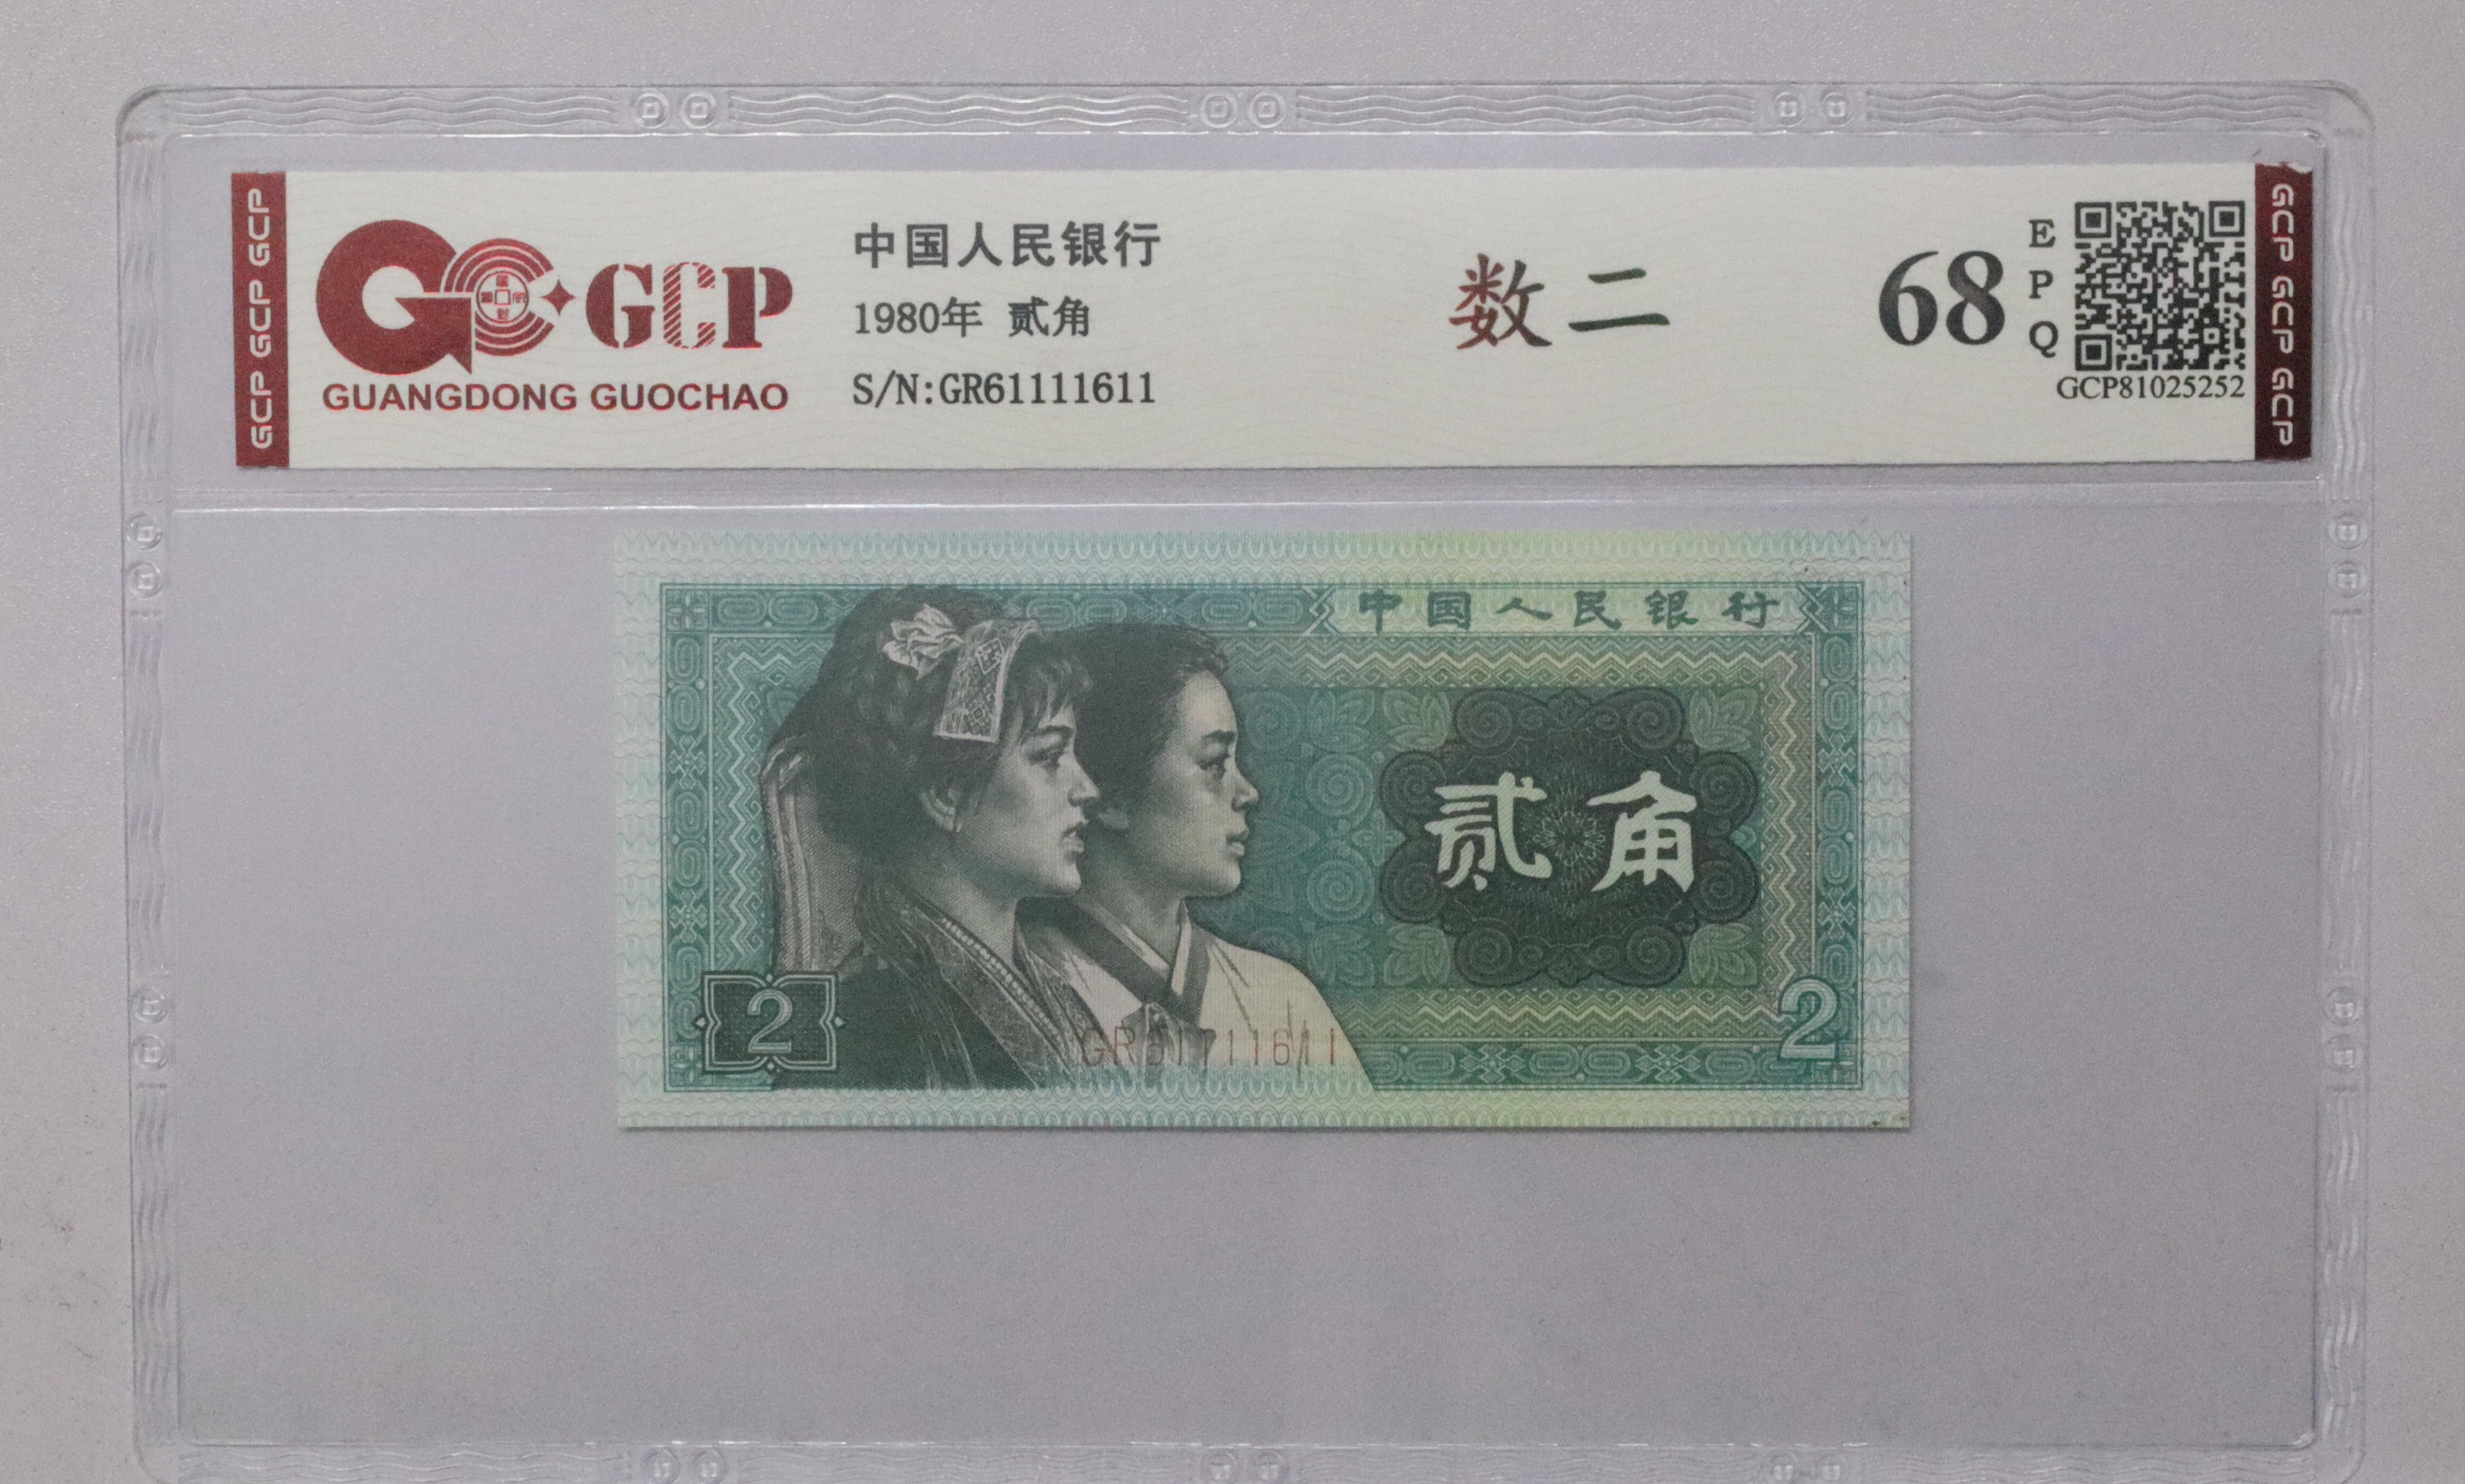 GCP GCP GCP
GCP
GUANGDONG GUOCHAO
中国人民银行
1980年 贰角
S/N:GR61111611
数二
68
EPQ
GCP81025252
GCP GCP GCP
中国人民银行
贰角
2
2